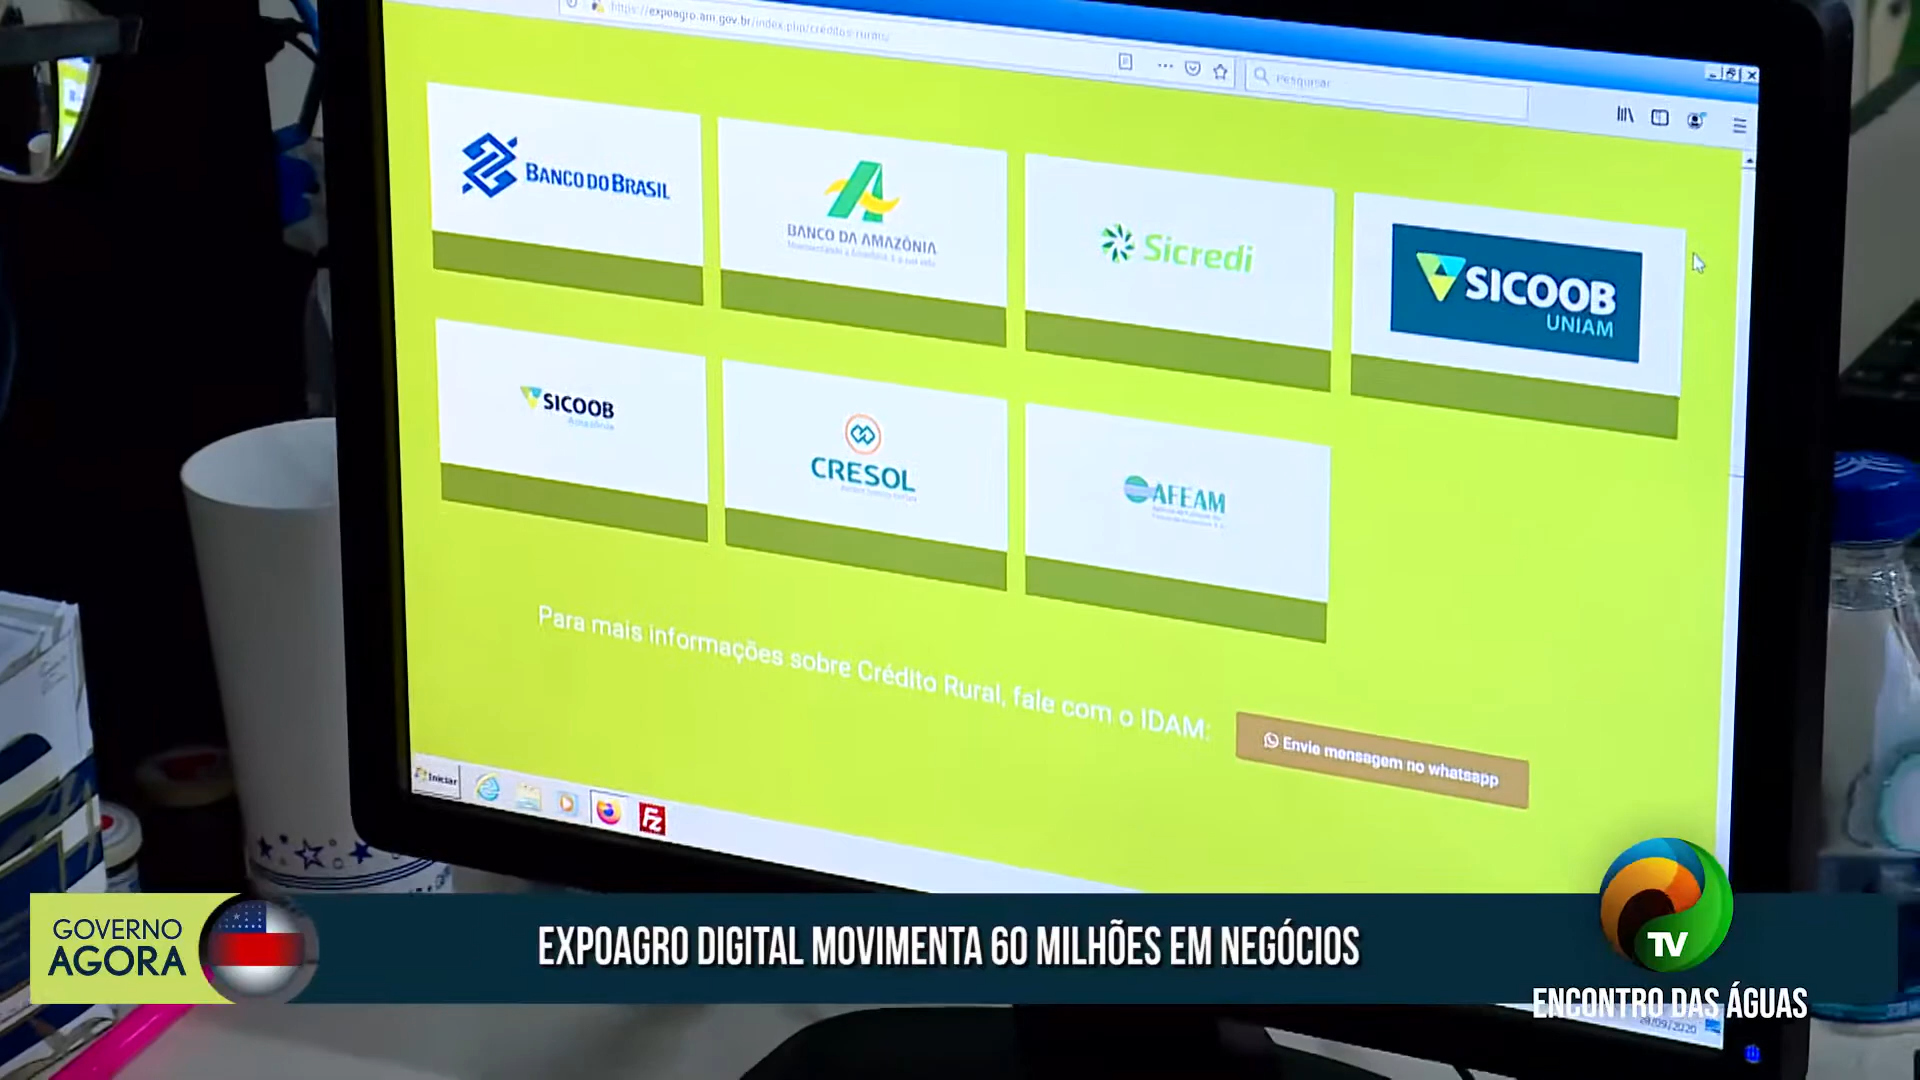 https://expoagro.am.gov.br/index.php/creditos-rurais/
Pesquisar
BANCO DO BRASIL
BANCO DA AMAZÔNIA
Sicredi
SICOOB
UNIAM
SICOOB
Amazônia
CRESOL
AFEAM
Para mais informações sobre Crédito Rural, fale com o IDAM:
Envie mensagem no whatsapp
Iniciar
GOVERNO
AGORA
EXPOAGRO DIGITAL MOVIMENTA 60 MILHÕES EM NEGÓCIOS
TV
ENCONTRO DAS ÁGUAS